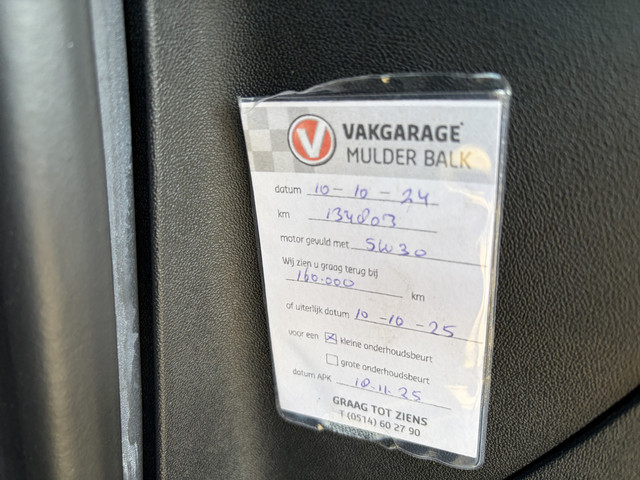 V VAKGARAGE
MULDER BALK
datum 10-10-24
km 134803
motor gevuld met 5W30
Wij zien u graag terug bij
160.000 km
of uiterlijk datum 10-10-25
voor een ☒ kleine onderhoudsbeurt
☐ grote onderhoudsbeurt
datum APK 18.11.25
GRAAG TOT ZIENS
T (0514) 60 27 90